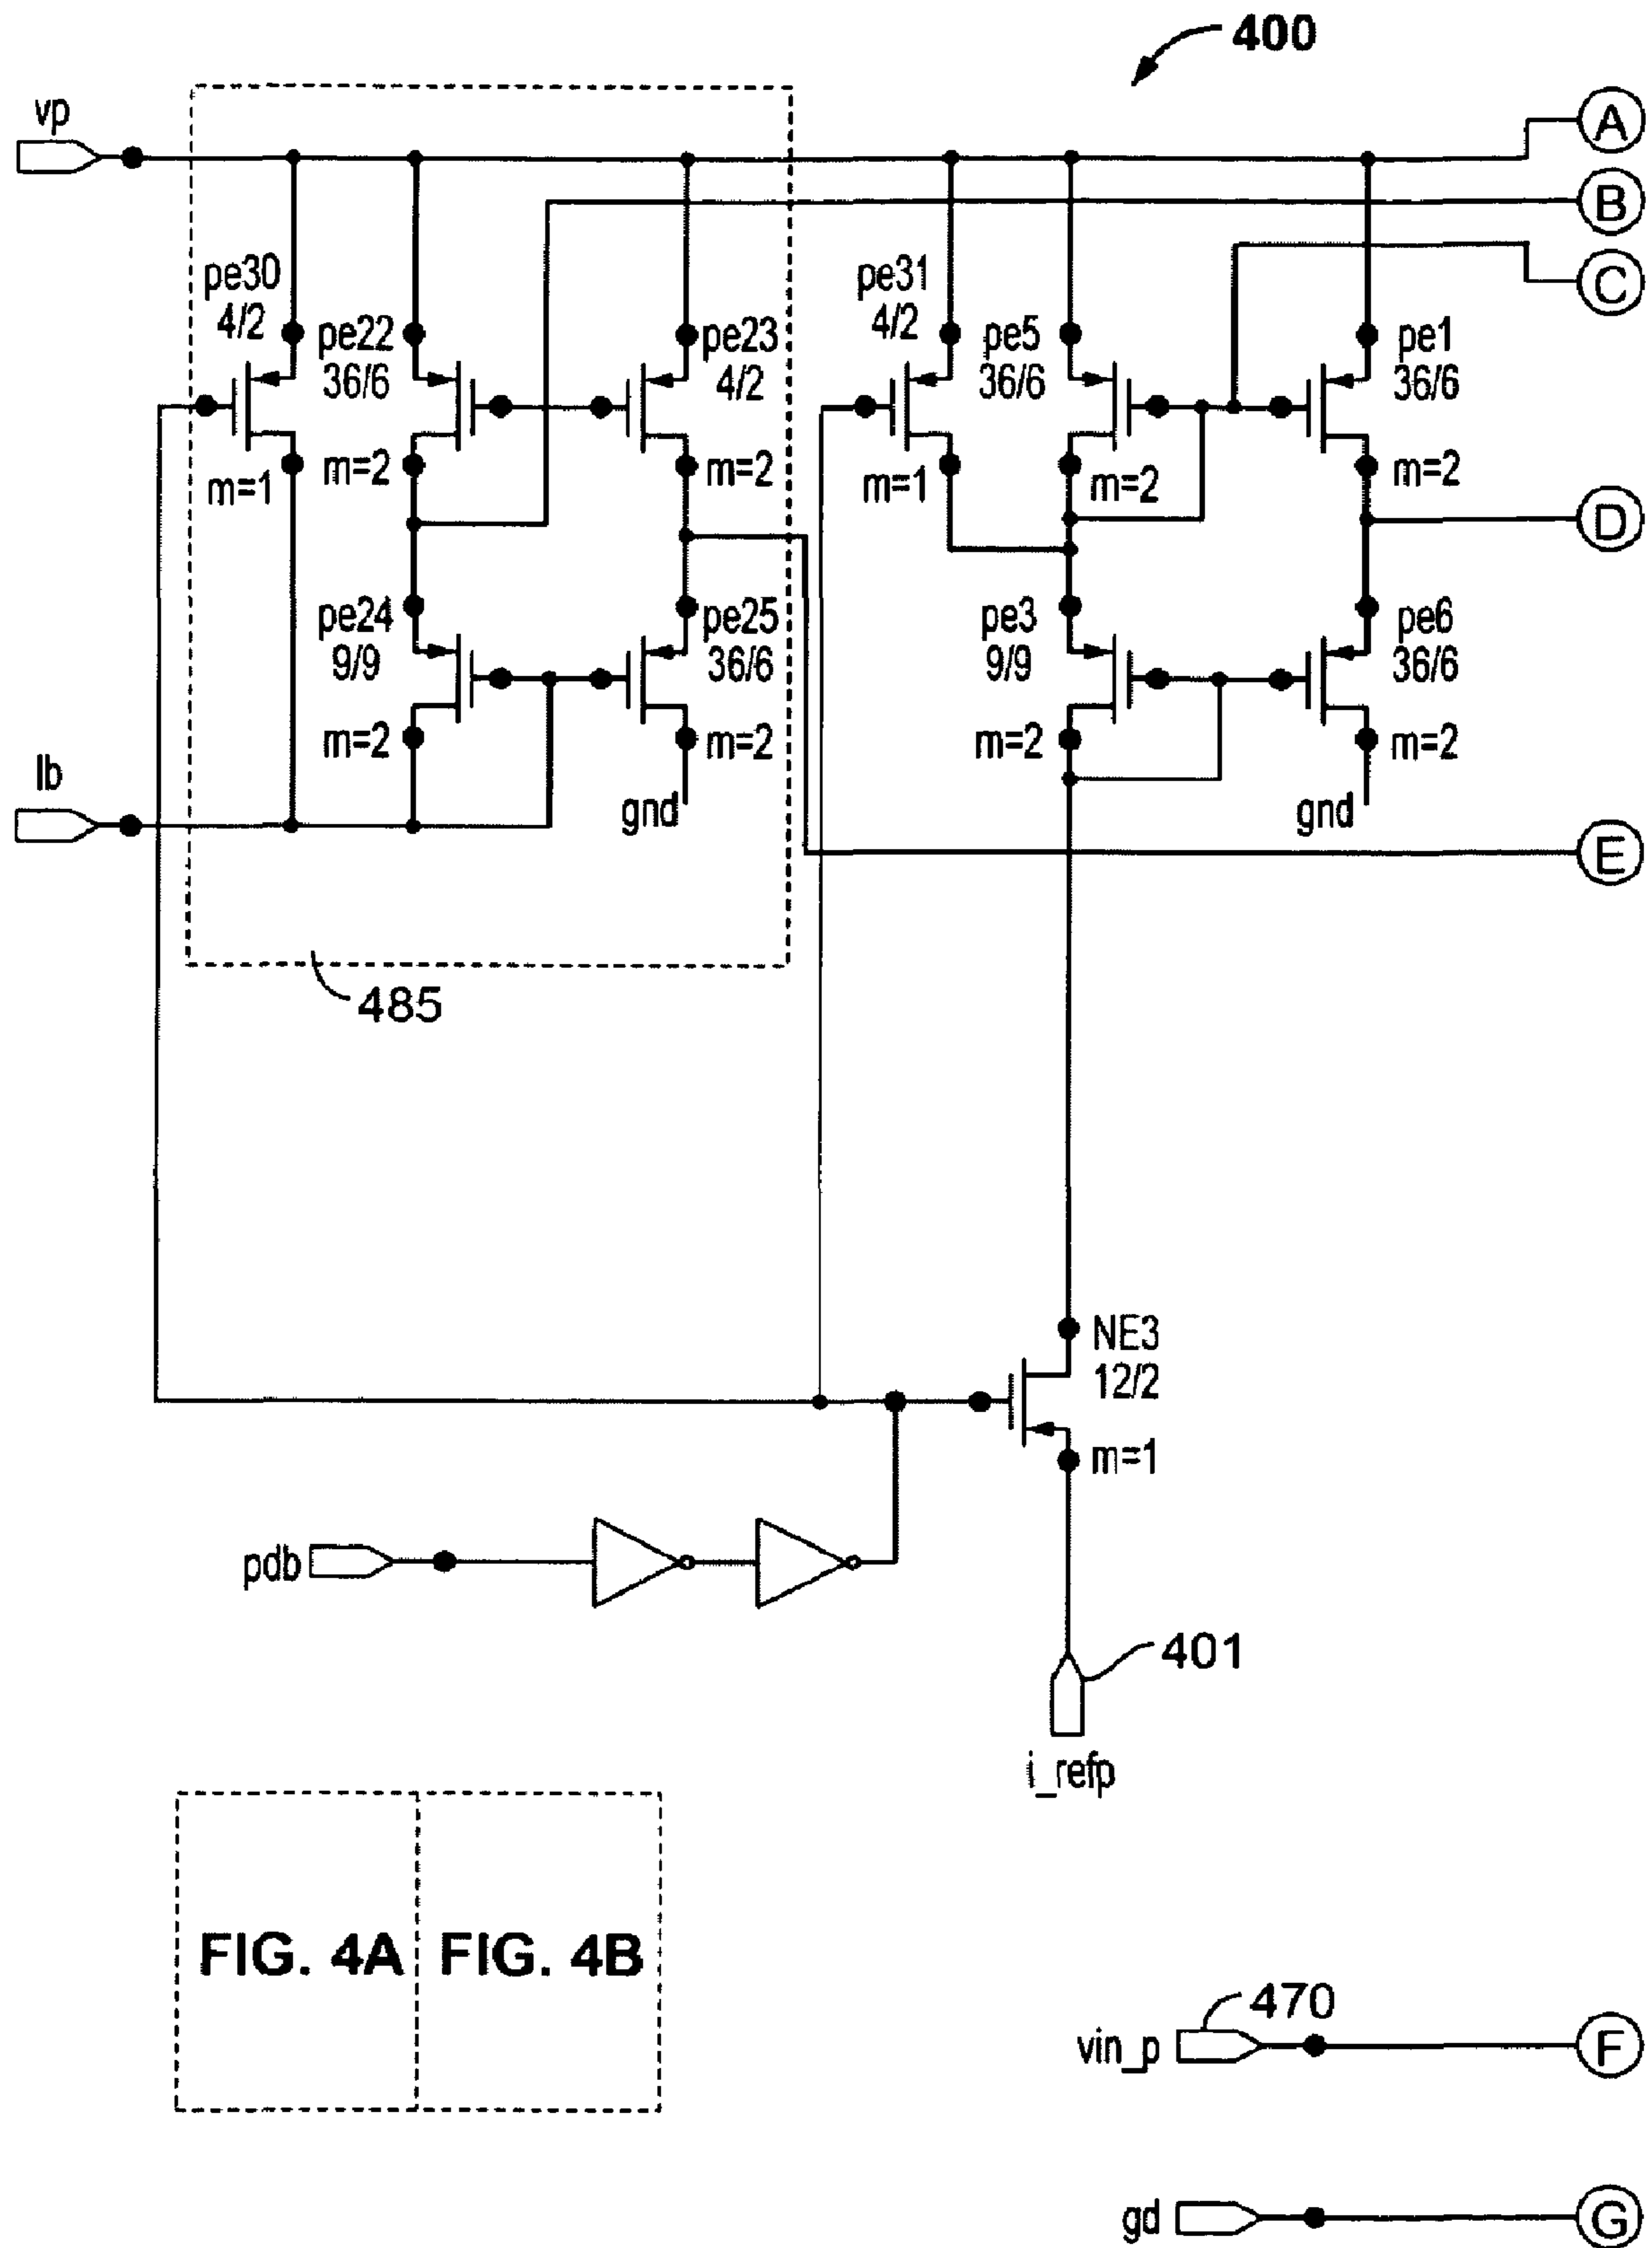 400
vp
A
B
C
pe30
4/2
pe22
36/6
pe23
4/2
pe31
4/2
pe5
36/6
pe1
36/6
m=1
m=2
m=2
m=1
m=2
m=2
D
pe24
9/9
pe25
36/6
pe3
9/9
pe6
36/6
m=2
m=2
m=2
m=2
Ib
gnd
gnd
E
485
NE3
12/2
m=1
pdb
401
i_refp
FIG. 4A
FIG. 4B
470
vin_p
F
gd
G